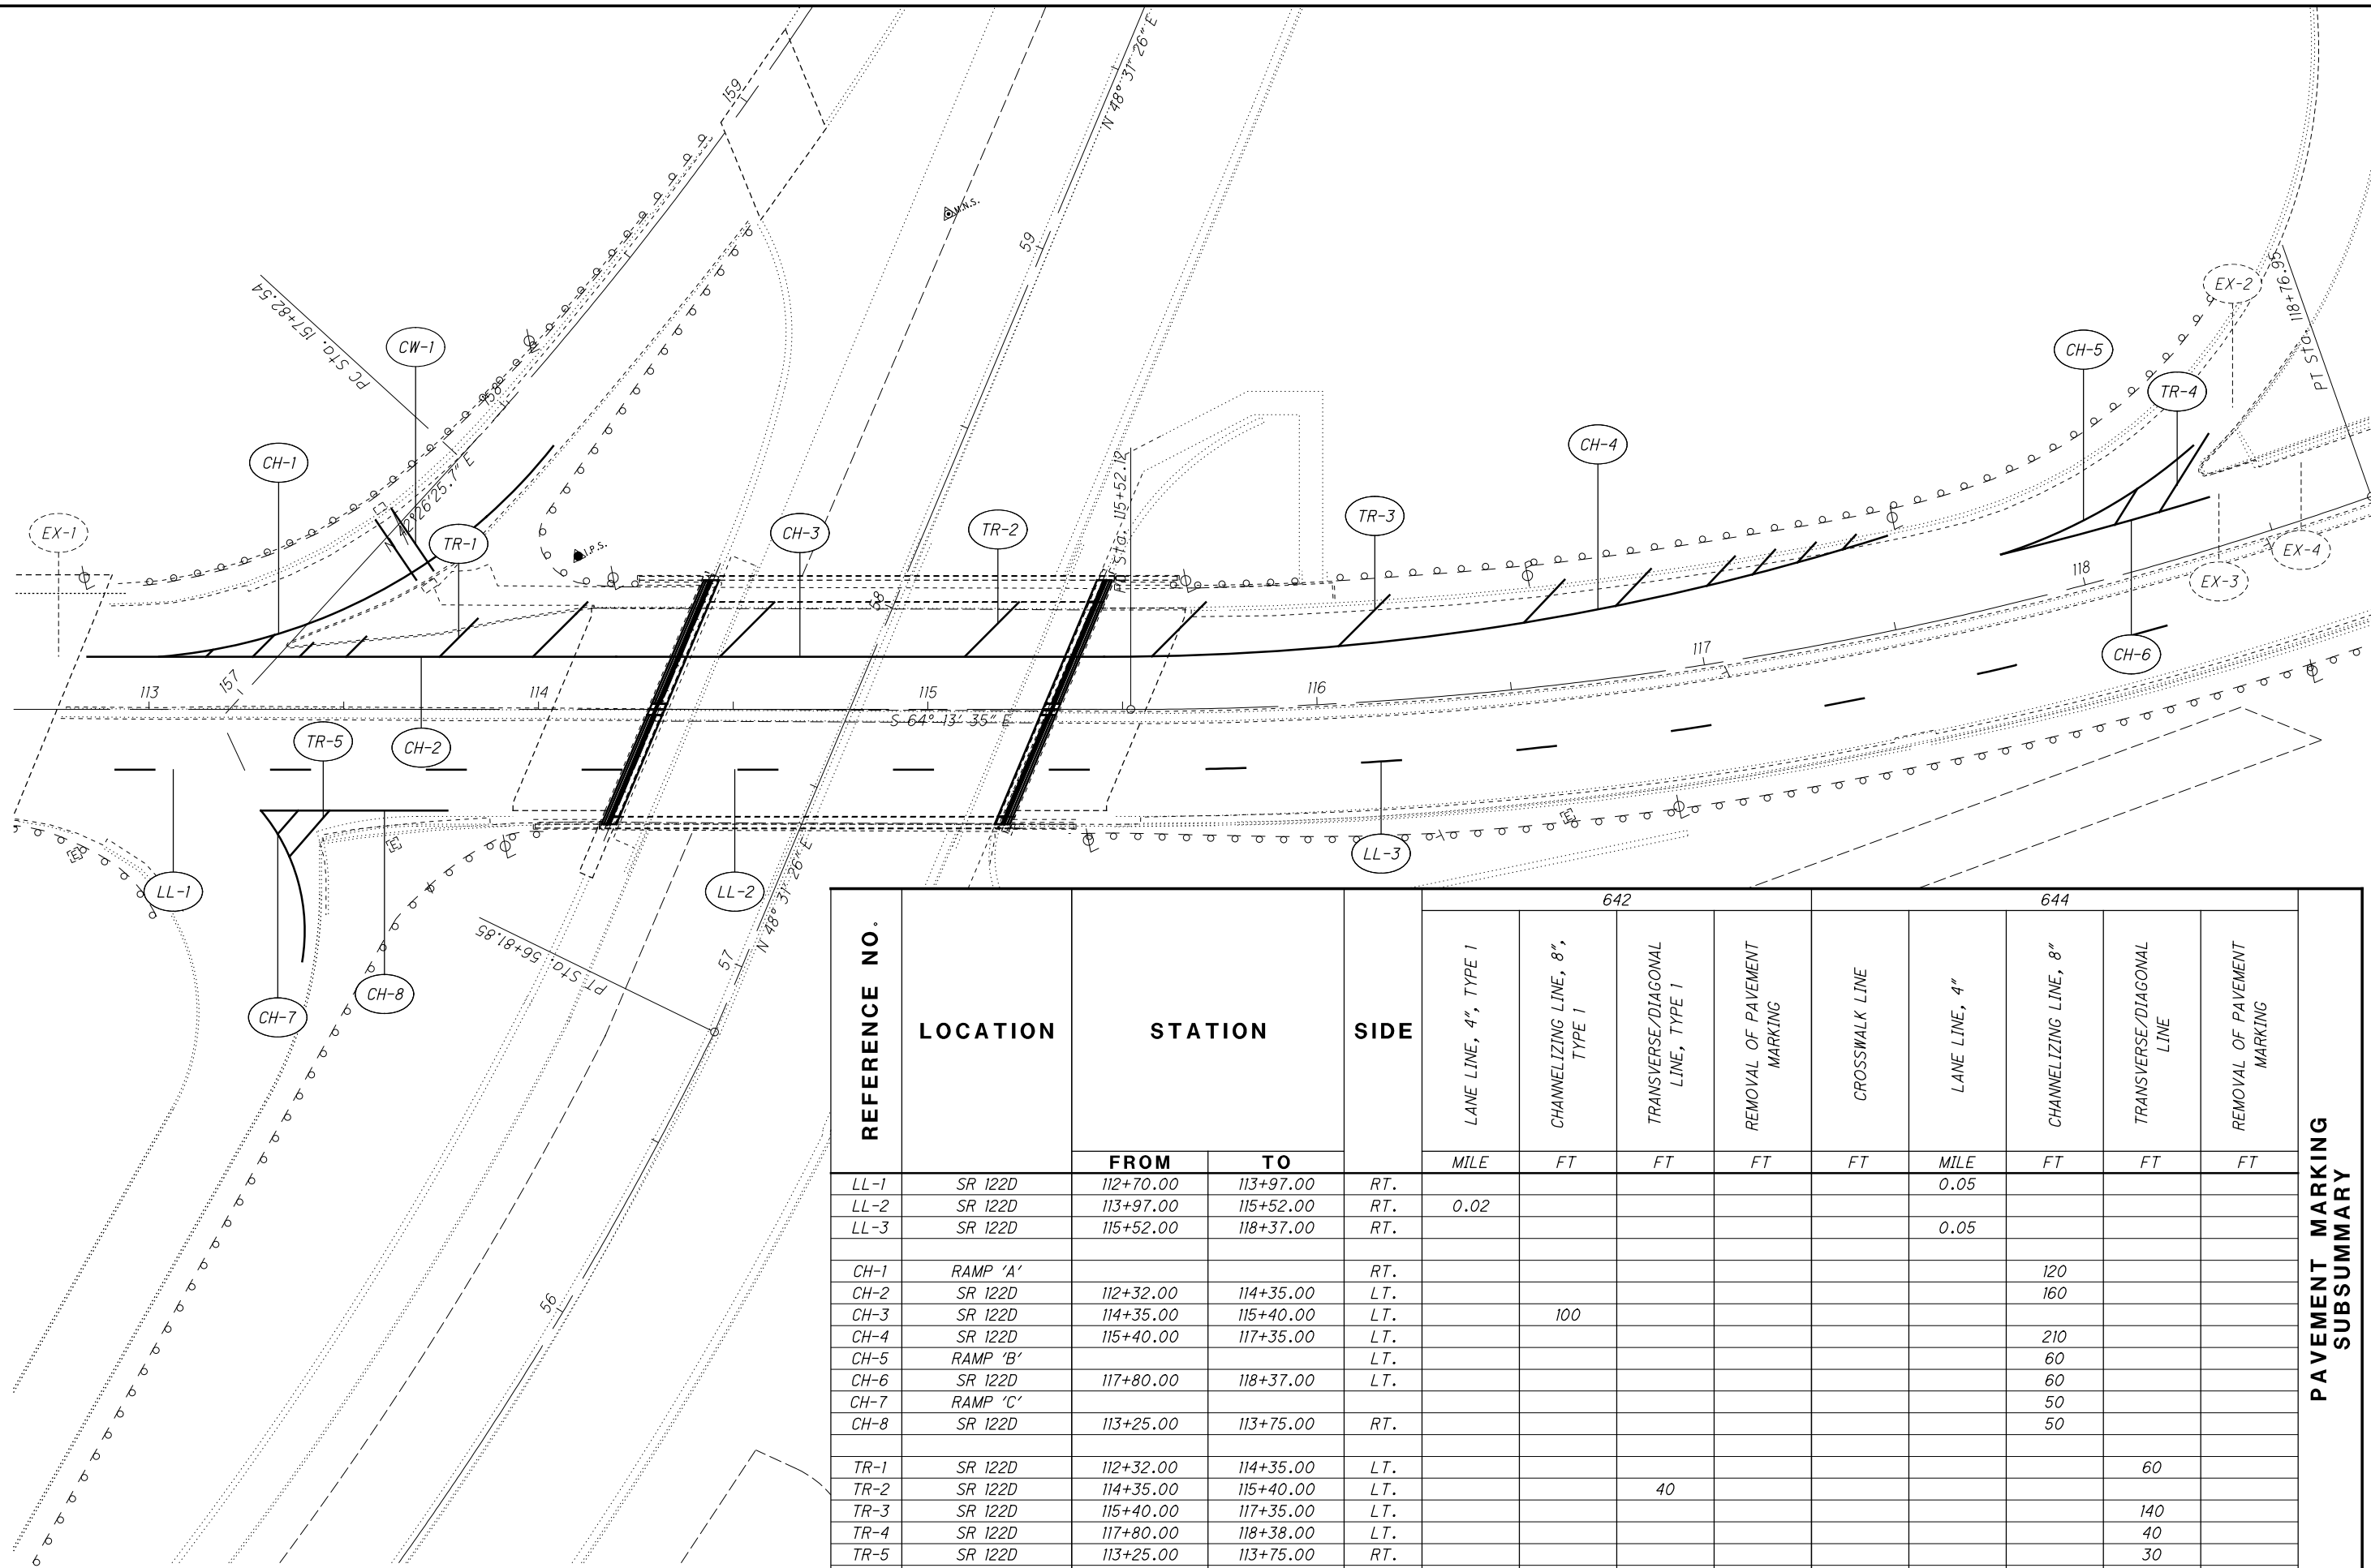 159
N 48° 31' 26" E
M.N.S.
59
PC Sta. 157+82.54
CW-1
158
EX-2
PT Sta. 118+76.95
CH-5
TR-4
CH-1
CH-4
EX-1
TR-1
I.P.S.
CH-3
TR-2
PC Sta. 115+52.12
TR-3
EX-4
EX-3
118
58
CH-6
113
157
114
115
116
117
S 64° 13' 35" E
TR-5
CH-2
LL-1
LL-2
LL-3
E
E
E
N 48° 31' 26" E
57
PT Sta. 56+81.85
CH-7
CH-8
56
REFERENCE NO. LOCATION STATION SIDE 642 644
LANE LINE, 4", TYPE 1
CHANNELIZING LINE, 8", TYPE 1
TRANSVERSE/DIAGONAL LINE, TYPE 1
REMOVAL OF PAVEMENT MARKING
CROSSWALK LINE
LANE LINE, 4"
CHANNELIZING LINE, 8"
TRANSVERSE/DIAGONAL LINE
REMOVAL OF PAVEMENT MARKING
FROM TO MILE FT FT FT FT MILE FT FT FT
LL-1 SR 122D 112+70.00 113+97.00 RT. 0.05
LL-2 SR 122D 113+97.00 115+52.00 RT. 0.02
LL-3 SR 122D 115+52.00 118+37.00 RT. 0.05
CH-1 RAMP 'A' RT. 120
CH-2 SR 122D 112+32.00 114+35.00 LT. 160
CH-3 SR 122D 114+35.00 115+40.00 LT. 100
CH-4 SR 122D 115+40.00 117+35.00 LT. 210
CH-5 RAMP 'B' LT. 60
CH-6 SR 122D 117+80.00 118+37.00 LT. 60
CH-7 RAMP 'C' 50
CH-8 SR 122D 113+25.00 113+75.00 RT. 50
TR-1 SR 122D 112+32.00 114+35.00 LT. 60
TR-2 SR 122D 114+35.00 115+40.00 LT. 40
TR-3 SR 122D 115+40.00 117+35.00 LT. 140
TR-4 SR 122D 117+80.00 118+38.00 LT. 40
TR-5 SR 122D 113+25.00 113+75.00 RT. 30
PAVEMENT MARKING
SUBSUMMARY